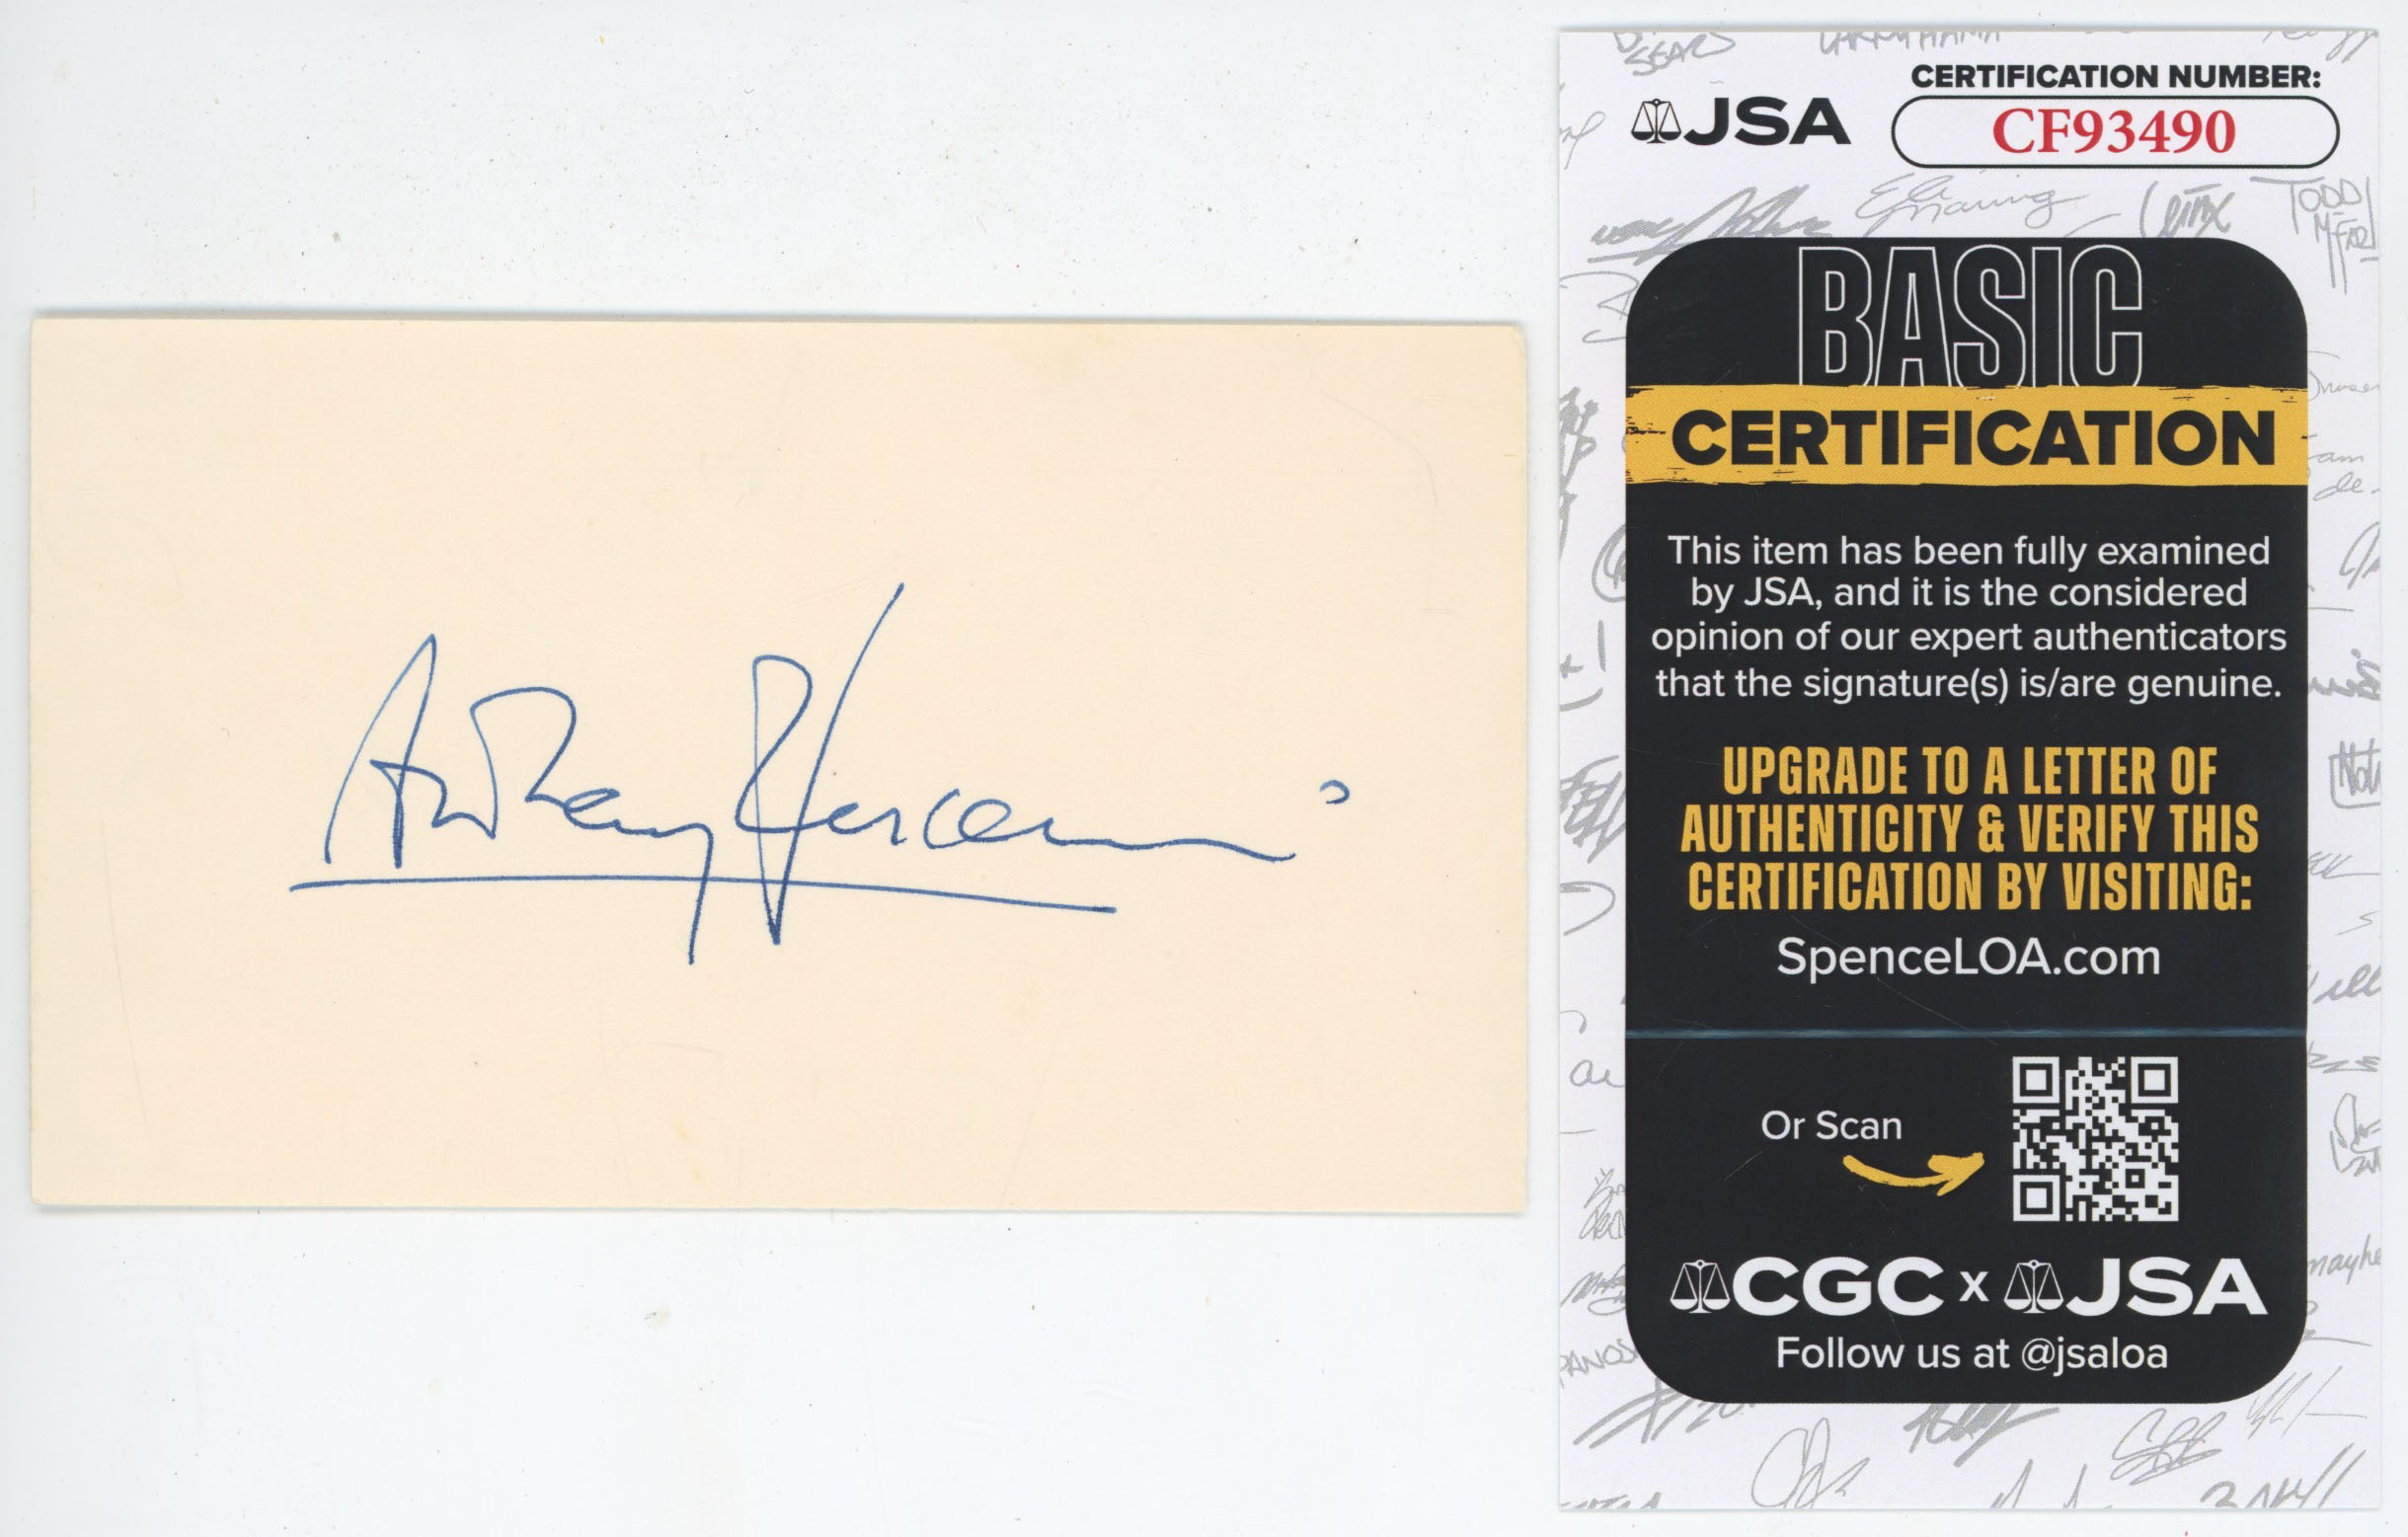 Anthony
JSA
CERTIFICATION NUMBER:
CF93490
BASIC
CERTIFICATION
This item has been fully examined
by JSA, and it is the considered
opinion of our expert authenticators
that the signature(s) is/are genuine.
UPGRADE TO A LETTER OF
AUTHENTICITY & VERIFY THIS
CERTIFICATION BY VISITING:
SpenceLOA.com
Or Scan
CGC x JSA
Follow us at @jsaloa